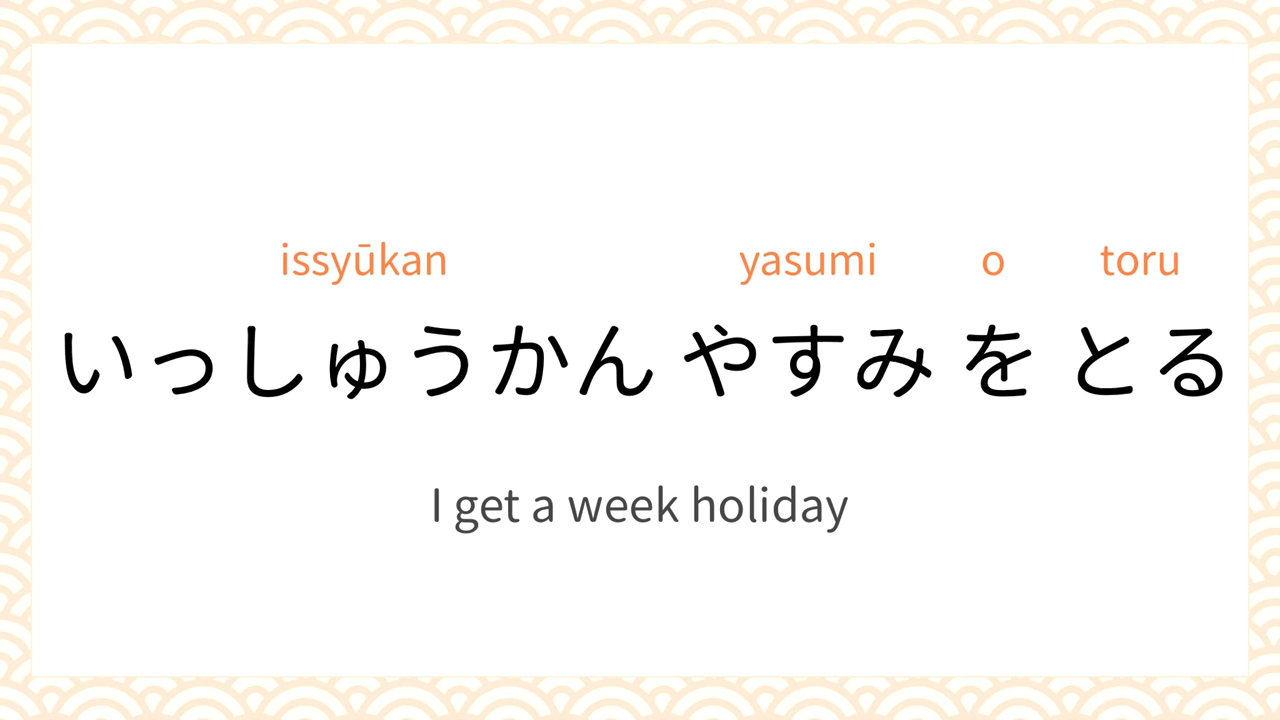 issyūkan yasumi o toru
いっしゅうかん やすみ を とる
I get a week holiday